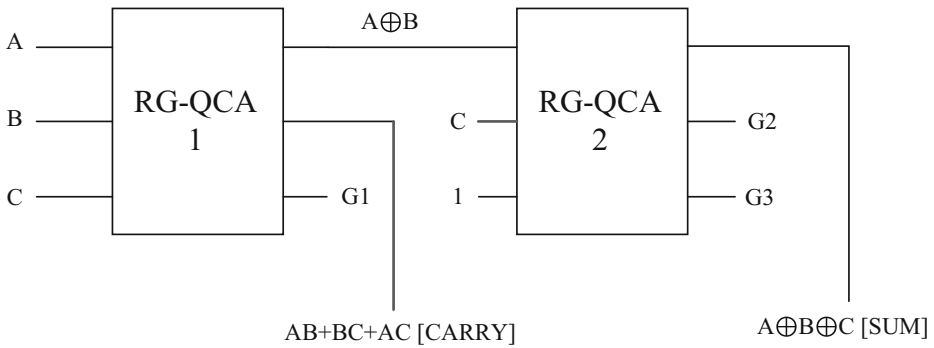 A⊕B
A
B
C
RG-QCA
1
G1
C
1
RG-QCA
2
G2
G3
AB+BC+AC [CARRY]
A⊕B⊕C [SUM]